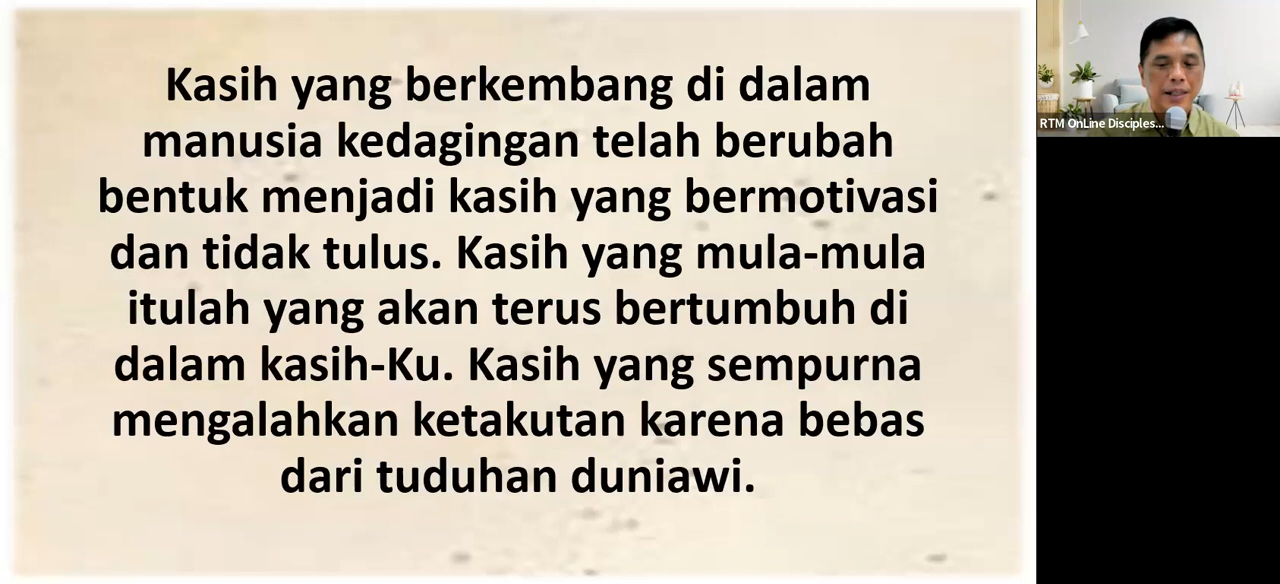 Kasih yang berkembang di dalam
manusia kedagingan telah berubah
bentuk menjadi kasih yang bermotivasi
dan tidak tulus. Kasih yang mula-mula
itulah yang akan terus bertumbuh di
dalam kasih-Ku. Kasih yang sempurna
mengalahkan ketakutan karena bebas
dari tuduhan duniawi.
RTM OnLine Disciples...